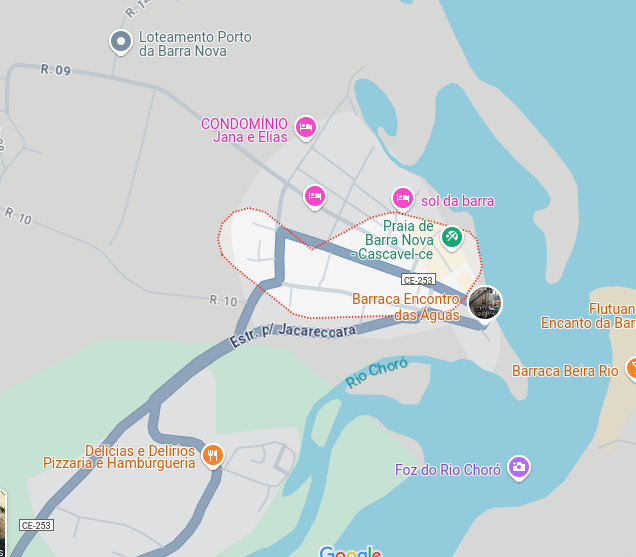 R. 14
Loteamento Porto
da Barra Nova
R. 09
CONDOMÍNIO
Jana e Elias
sol da barra
R. 10
Praia de
Barra Nova
- Cascavel-ce
CE-253
R. 10
Barraca Encontro
das Águas
Flutuan
Encanto da Bar
Estr. p/ Jacarecoara
Rio Choró
Barraca Beira Rio
Delícias e Delírios
Pizzaria e Hambúrgueria
Foz do Rio Choró
CE-253
Google